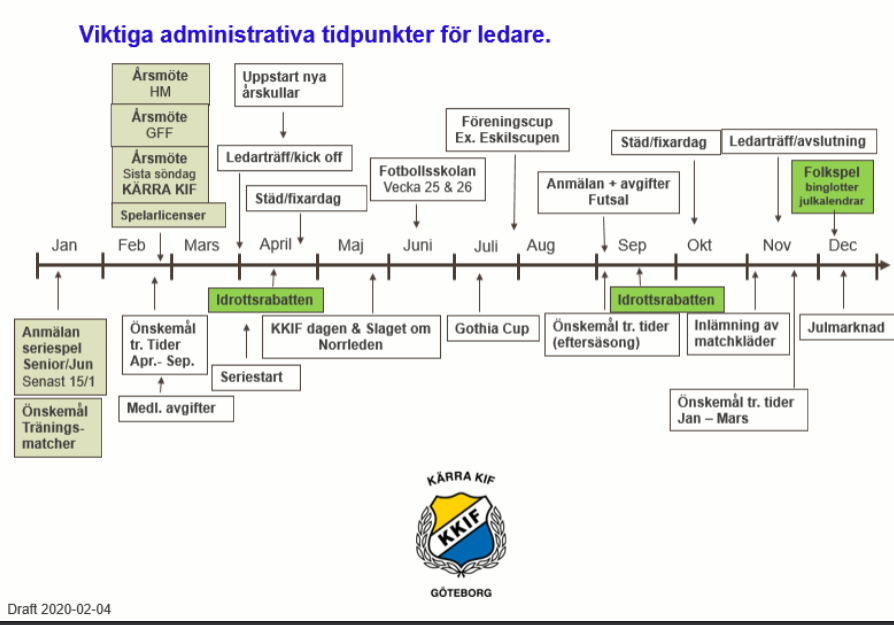 Viktiga administrativa tidpunkter för ledare.
Årsmöte
HM
Årsmöte
GFF
Årsmöte
Sista söndag
KÄRRA KIF
Spelarlicenser
Uppstart nya
årskullar
Ledarträff/kick off
Städ/fixardag
Fotbollsskolan
Vecka 25 & 26
Föreningscup
Ex. Eskilscupen
Anmälan + avgifter
Futsal
Städ/fixardag
Ledarträff/avslutning
Folkspel
binglotter
julkalendrar
Jan
Feb
Mars
April
Maj
Juni
Juli
Aug
Sep
Okt
Nov
Dec
Anmälan
seriespel
Senior/Jun
Senast 15/1
Önskemål
Tränings-
matcher
Önskemål
tr. Tider
Apr.- Sep.
Medl. avgifter
Idrottsrabatten
Seriestart
KKIF dagen & Slaget om
Norrleden
Gothia Cup
Önskemål tr. tider
(eftersäsong)
Idrottsrabatten
Inlämning av
matchkläder
Önskemål tr. tider
Jan – Mars
Julmarknad
KÄRRA KIF
KKIF
GÖTEBORG
Draft 2020-02-04